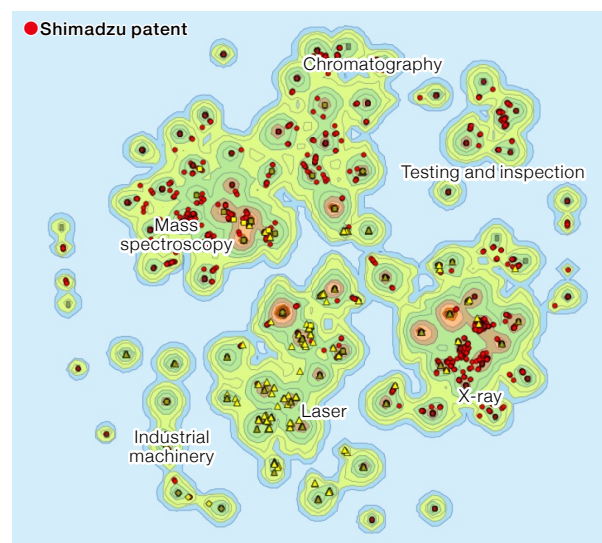 Shimadzu patent
Chromatography
Testing and inspection
Mass
spectroscopy
X-ray
Laser
Industrial
machinery